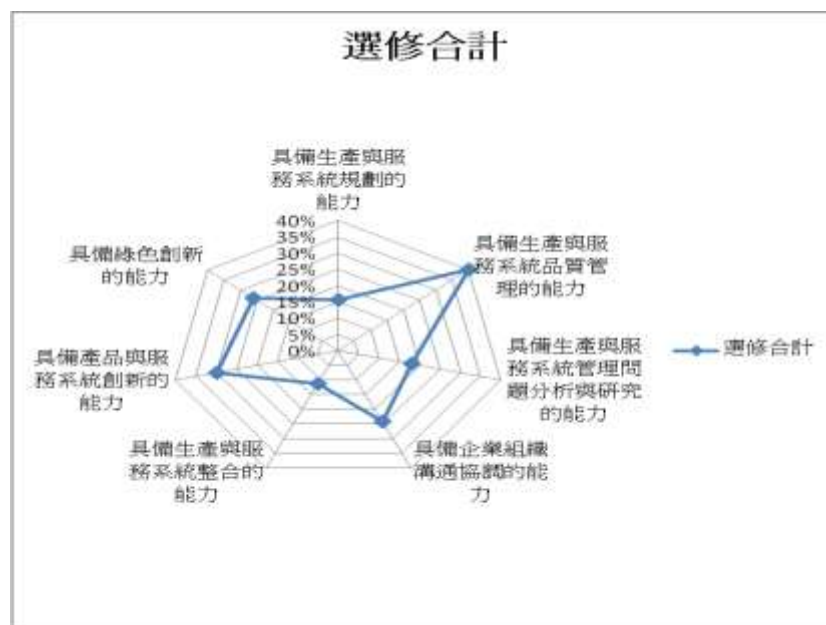 選修合計
具備生產與服
務系統規劃的
能力
40%
35%
30%
25%
20%
15%
10%
5%
0%
具備生產與服
務系統品質管
理的能力
具備生產與服
務系統管理問
題分析與研究
的能力
具備企業組織
溝通協調的能
力
具備生產與服
務系統整合的
能力
具備產品與服
務系統創新的
能力
具備綠色創新
的能力
選修合計